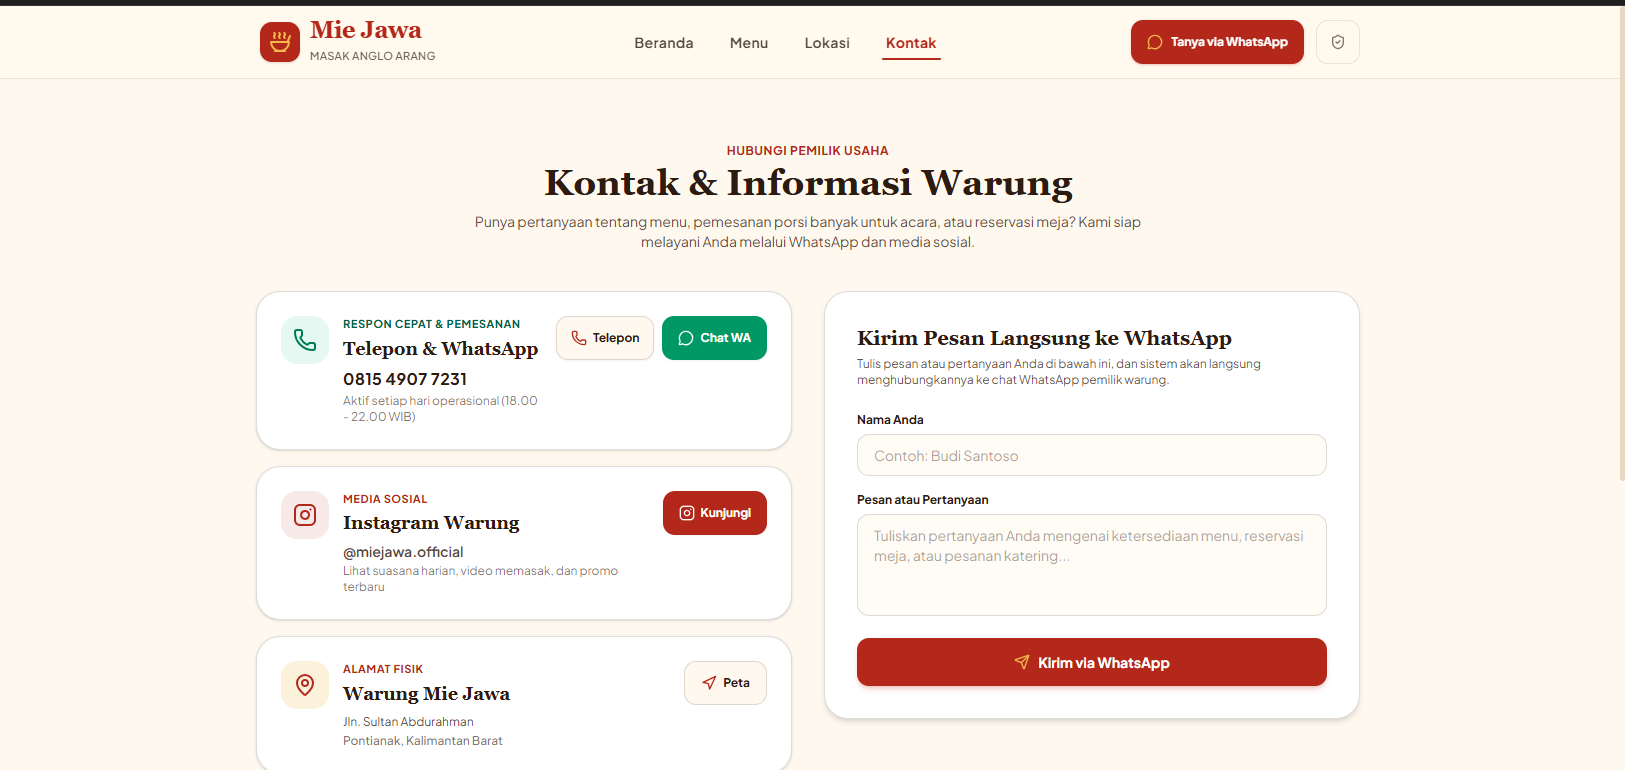 Mie Jawa
MASAK ANGLO ARANG
Beranda
Menu
Lokasi
Kontak
Tanya via WhatsApp
HUBUNGI PEMILIK USAHA
Kontak & Informasi Warung
Punya pertanyaan tentang menu, pemesanan porsi banyak untuk acara, atau reservasi meja? Kami siap
melayani Anda melalui WhatsApp dan media sosial.
RESPON CEPAT & PEMESANAN
Telepon & WhatsApp
0815 4907 7231
Aktif setiap hari operasional (18.00
- 22.00 WIB)
Telepon
Chat WA
MEDIA SOSIAL
Instagram Warung
@miejawa.official
Lihat suasana harian, video memasak, dan promo
terbaru
Kunjungi
ALAMAT FISIK
Warung Mie Jawa
Jln. Sultan Abdurahman
Pontianak, Kalimantan Barat
Peta
Kirim Pesan Langsung ke WhatsApp
Tulis pesan atau pertanyaan Anda di bawah ini, dan sistem akan langsung
menghubungkannya ke chat WhatsApp pemilik warung.
Nama Anda
Contoh: Budi Santoso
Pesan atau Pertanyaan
Tuliskan pertanyaan Anda mengenai ketersediaan menu, reservasi
meja, atau pesanan katering...
Kirim via WhatsApp